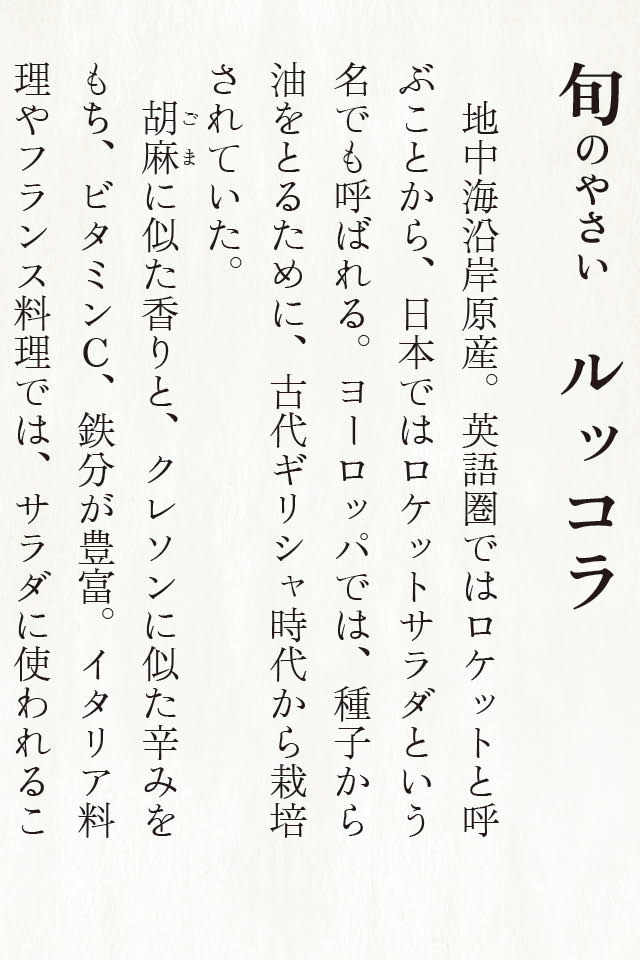 旬のやさい　ルッコラ
　地中海沿岸原産。英語圏ではロケットと呼
ぶことから、日本ではロケットサラダという
名でも呼ばれる。ヨーロッパでは、種子から
油をとるために、古代ギリシャ時代から栽培
されていた。
　胡麻ごまに似た香りと、クレソンに似た辛みを
もち、ビタミンC、鉄分が豊富。イタリア料
理やフランス料理では、サラダに使われるこ